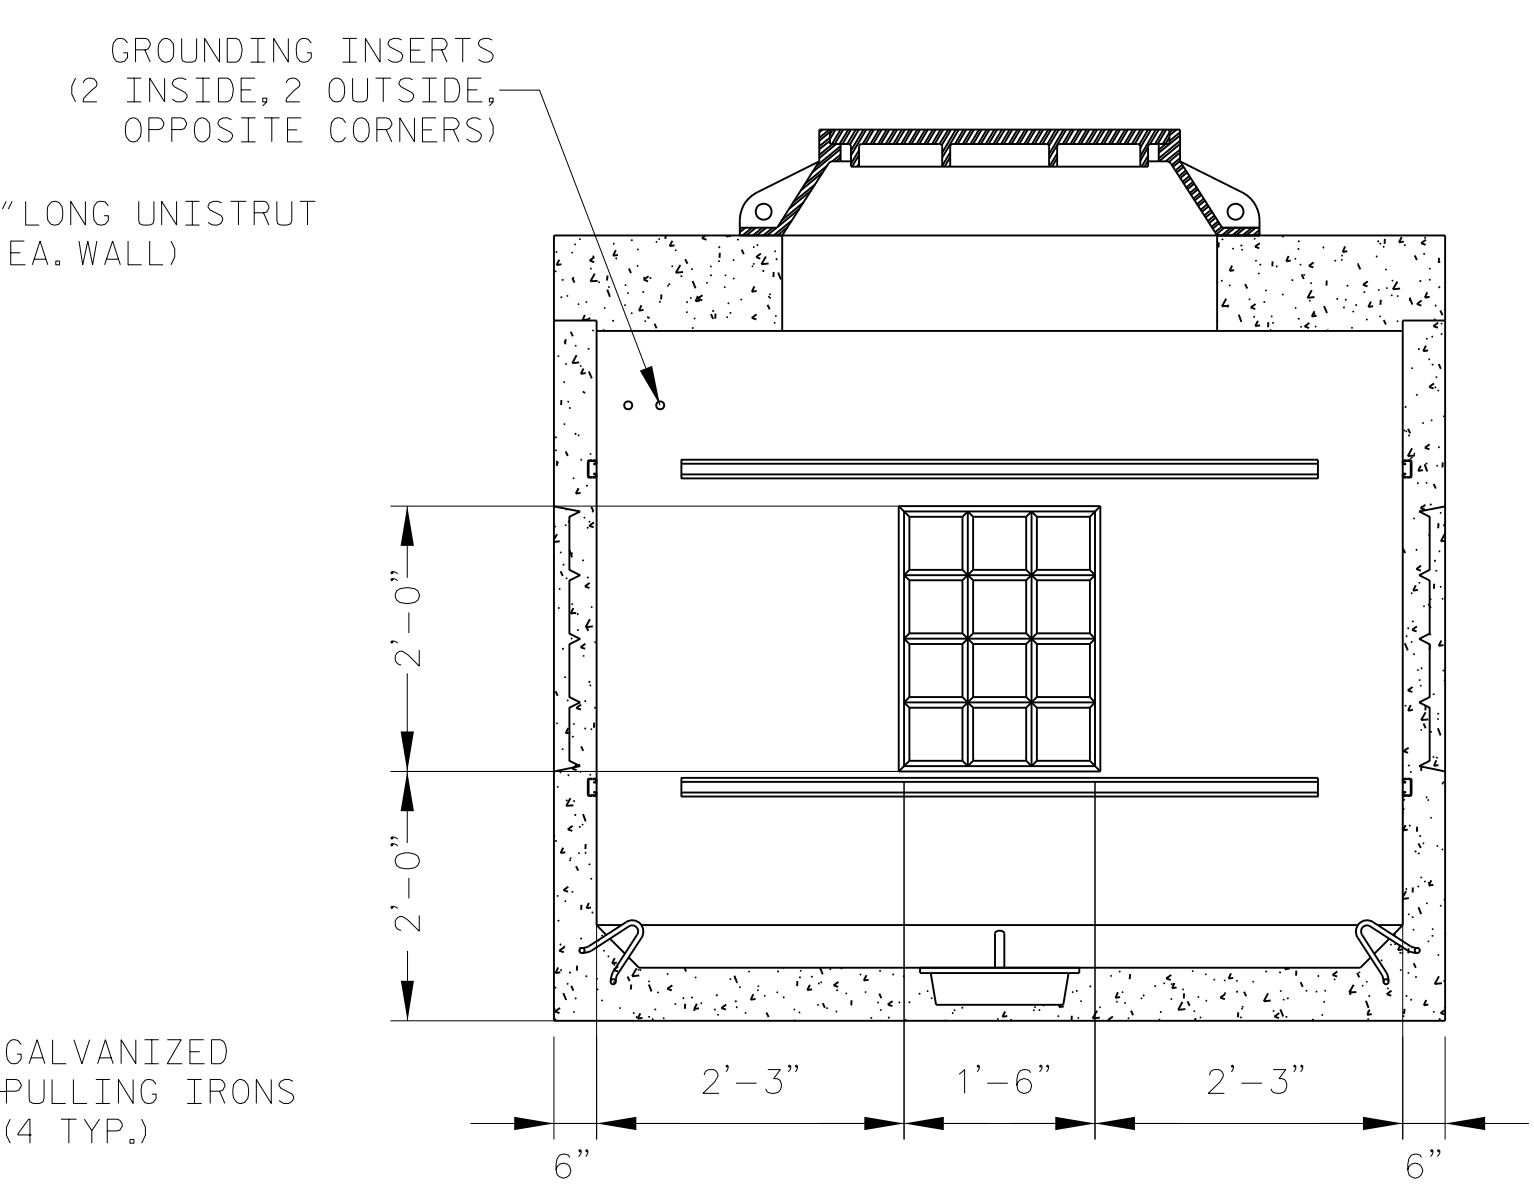 GROUNDING INSERTS
(2 INSIDE, 2 OUTSIDE,
OPPOSITE CORNERS)
"LONG UNISTRUT
EA. WALL)
2'-0"
2'-0"
GALVANIZED
PULLING IRONS
(4 TYP.)
2'-3"
1'-6"
2'-3"
6"
6"